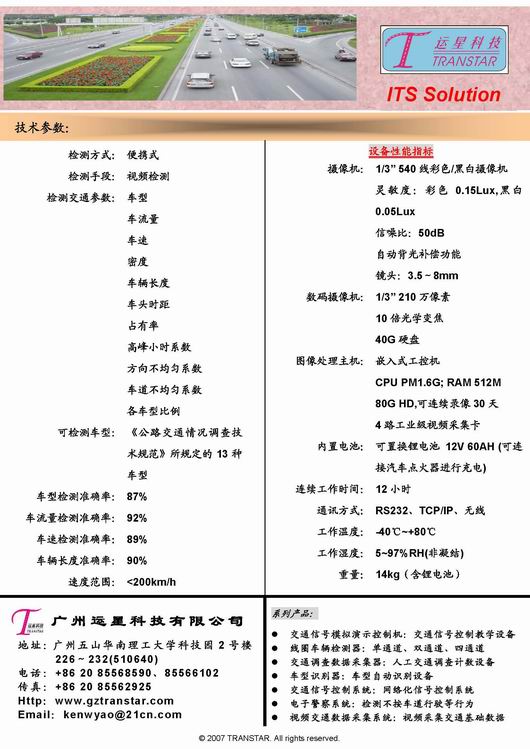 运星科技
TRANSTAR
ITS Solution
技术参数：
检测方式： 便携式
检测手段： 视频检测
检测交通参数： 车型
车流量
车速
密度
车辆长度
车头时距
占有率
高峰小时系数
方向不均匀系数
车道不均匀系数
各车型比例
可检测车型： 《公路交通情况调查技
术规范》所规定的 13 种
车型
车型检测准确率： 87%
车流量检测准确率： 92%
车速检测准确率： 89%
车辆长度准确率： 90%
速度范围： <200km/h
设备性能指标
摄像机： 1/3” 540 线彩色/黑白摄像机
灵敏度：彩色 0.15Lux,黑白
0.05Lux
信噪比：50dB
自动背光补偿功能
镜头：3.5～8mm
数码摄像机： 1/3” 210 万像素
10 倍光学变焦
40G 硬盘
图像处理主机： 嵌入式工控机
CPU PM1.6G; RAM 512M
80G HD,可连续录像 30 天
4 路工业级视频采集卡
内置电池： 可置换锂电池 12V 60AH (可连
接汽车点火器进行充电)
连续工作时间： 12 小时
通讯方式： RS232、TCP/IP、无线
工作温度： -40℃~+80℃
工作湿度： 5~97%RH(非凝结)
重量： 14kg（含锂电池）
运星科技
TRANSTAR
广州运星科技有限公司
地址：广州五山华南理工大学科技园 2 号楼
226～232(510640)
电话：+86 20 85568590、85566102
传真：+86 20 85562925
Http: www.gztranstar.com
Email: kenwyao@21cn.com
系列产品：
● 交通信号模拟演示控制机：交通信号控制教学设备
● 线圈车辆检测器：单通道、双通道、四通道
● 交通调查数据采集器：人工交通调查计数设备
● 车型识别器：车型自动识别设备
● 交通信号控制系统：网络化信号控制系统
● 电子警察系统：检测不按车道行驶等行为
● 视频交通数据采集系统：视频采集交通基础数据
© 2007 TRANSTAR. All rights reserved.